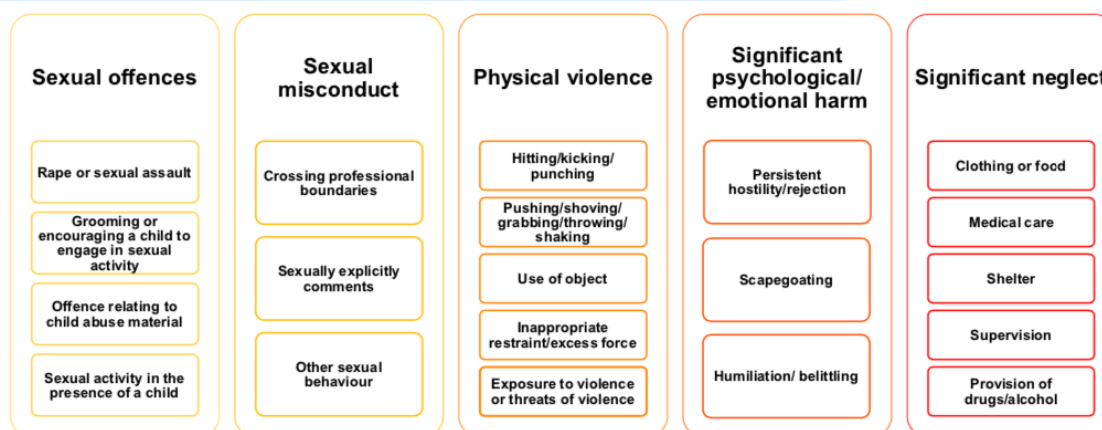 Sexual offences
Rape or sexual assault
Grooming or
encouraging a child to
engage in sexual
activity
Offence relating to
child abuse material
Sexual activity in the
presence of a child
Sexual
misconduct
Crossing professional
boundaries
Sexually explicitly
comments
Other sexual
behaviour
Physical violence
Hitting/kicking/
punching
Pushing/shoving/
grabbing/throwing/
shaking
Use of object
Inappropriate
restraint/excess force
Exposure to violence
or threats of violence
Significant
psychological/
emotional harm
Persistent
hostility/rejection
Scapegoating
Humiliation/ belittling
Significant neglect
Clothing or food
Medical care
Shelter
Supervision
Provision of
drugs/alcohol